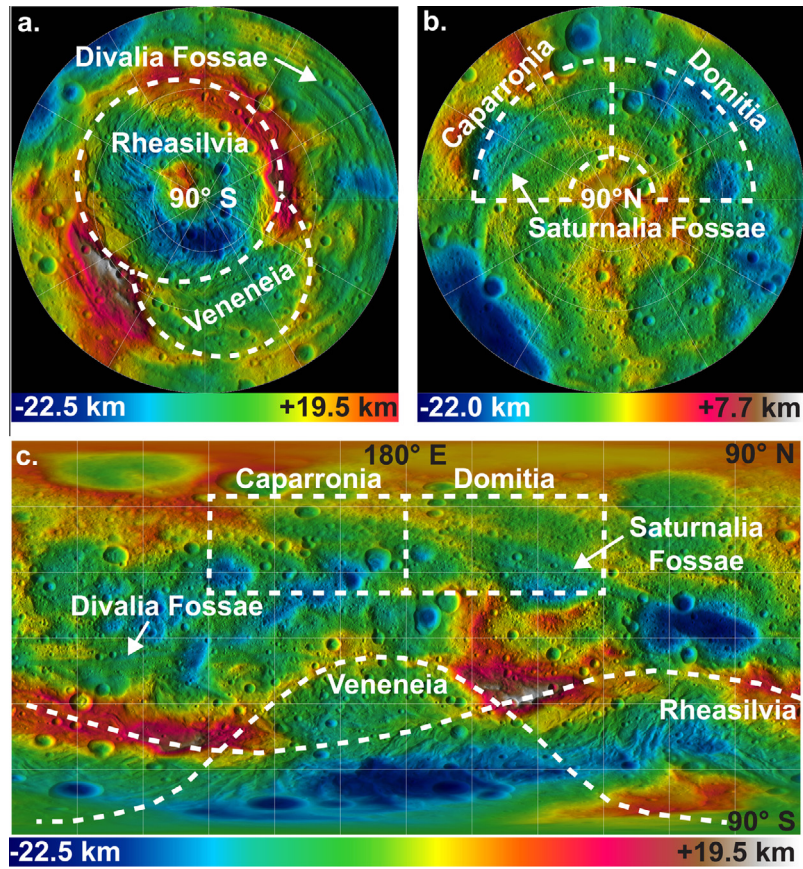 a.
Divalia Fossae
Rheasilvia
90° S
Veneneia
-22.5 km
+19.5 km
b.
Caparronia
Domitia
90°N
Saturnalia Fossae
-22.0 km
+7.7 km
c.
180° E
90° N
Caparronia
Domitia
Saturnalia
Fossae
Divalia Fossae
Veneneia
Rheasilvia
90° S
-22.5 km
+19.5 km